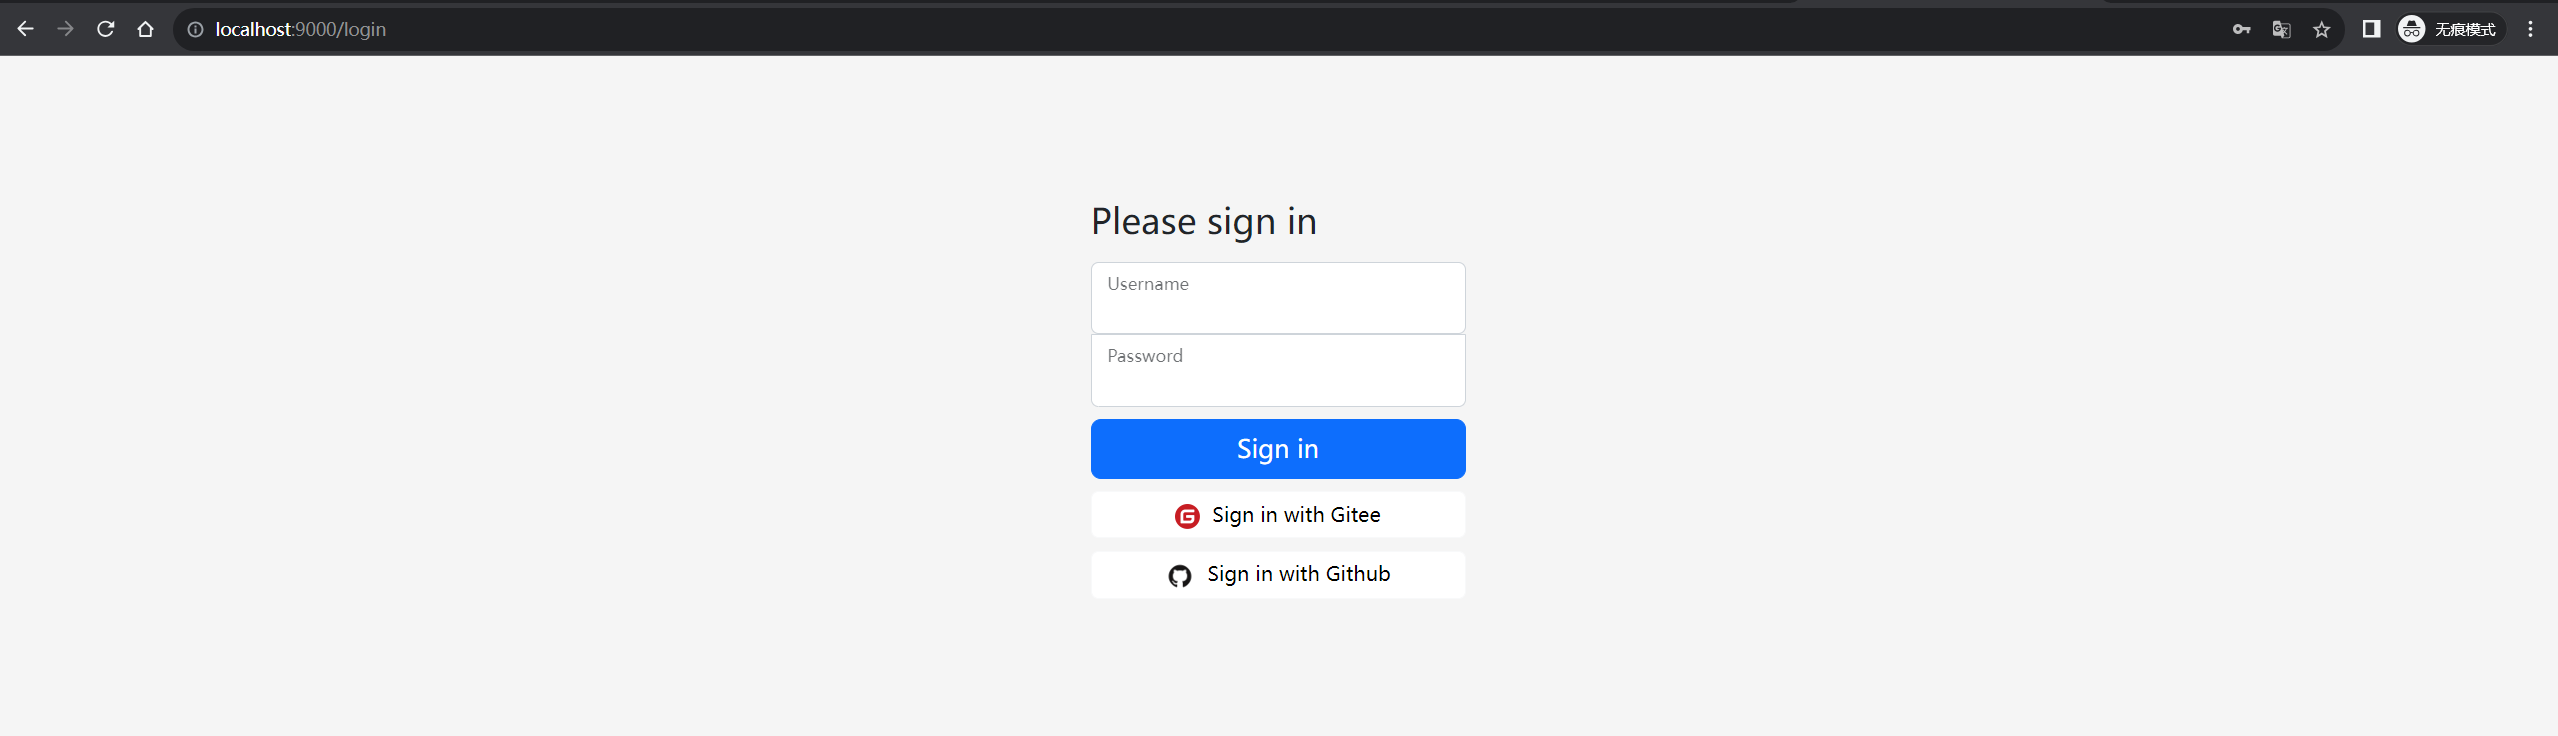 localhost:9000/login
无痕模式
Please sign in
Username
Password
Sign in
Sign in with Gitee
Sign in with Github